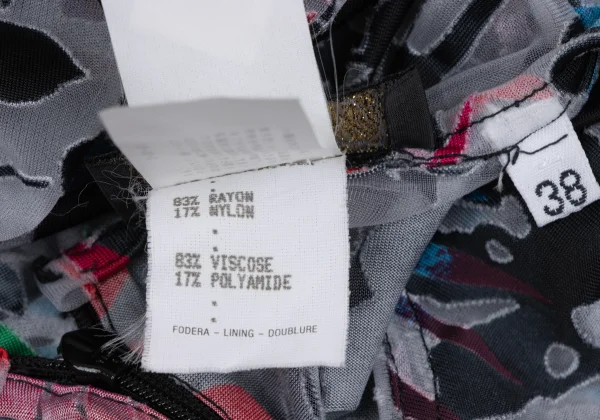 83% RAYON
17% NYLON
83% VISCOSE
17% POLYAMIDE
FODERA - LINING - DOUBLURE
38